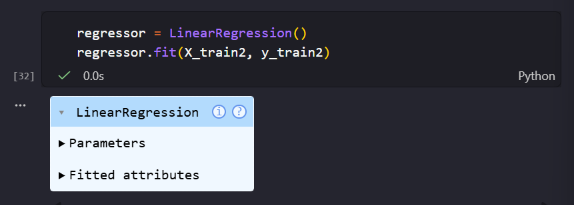 regressor = LinearRegression()
regressor.fit(X_train2, y_train2)
[32] 0.0s Python
...
LinearRegression i ?
Parameters
Fitted attributes